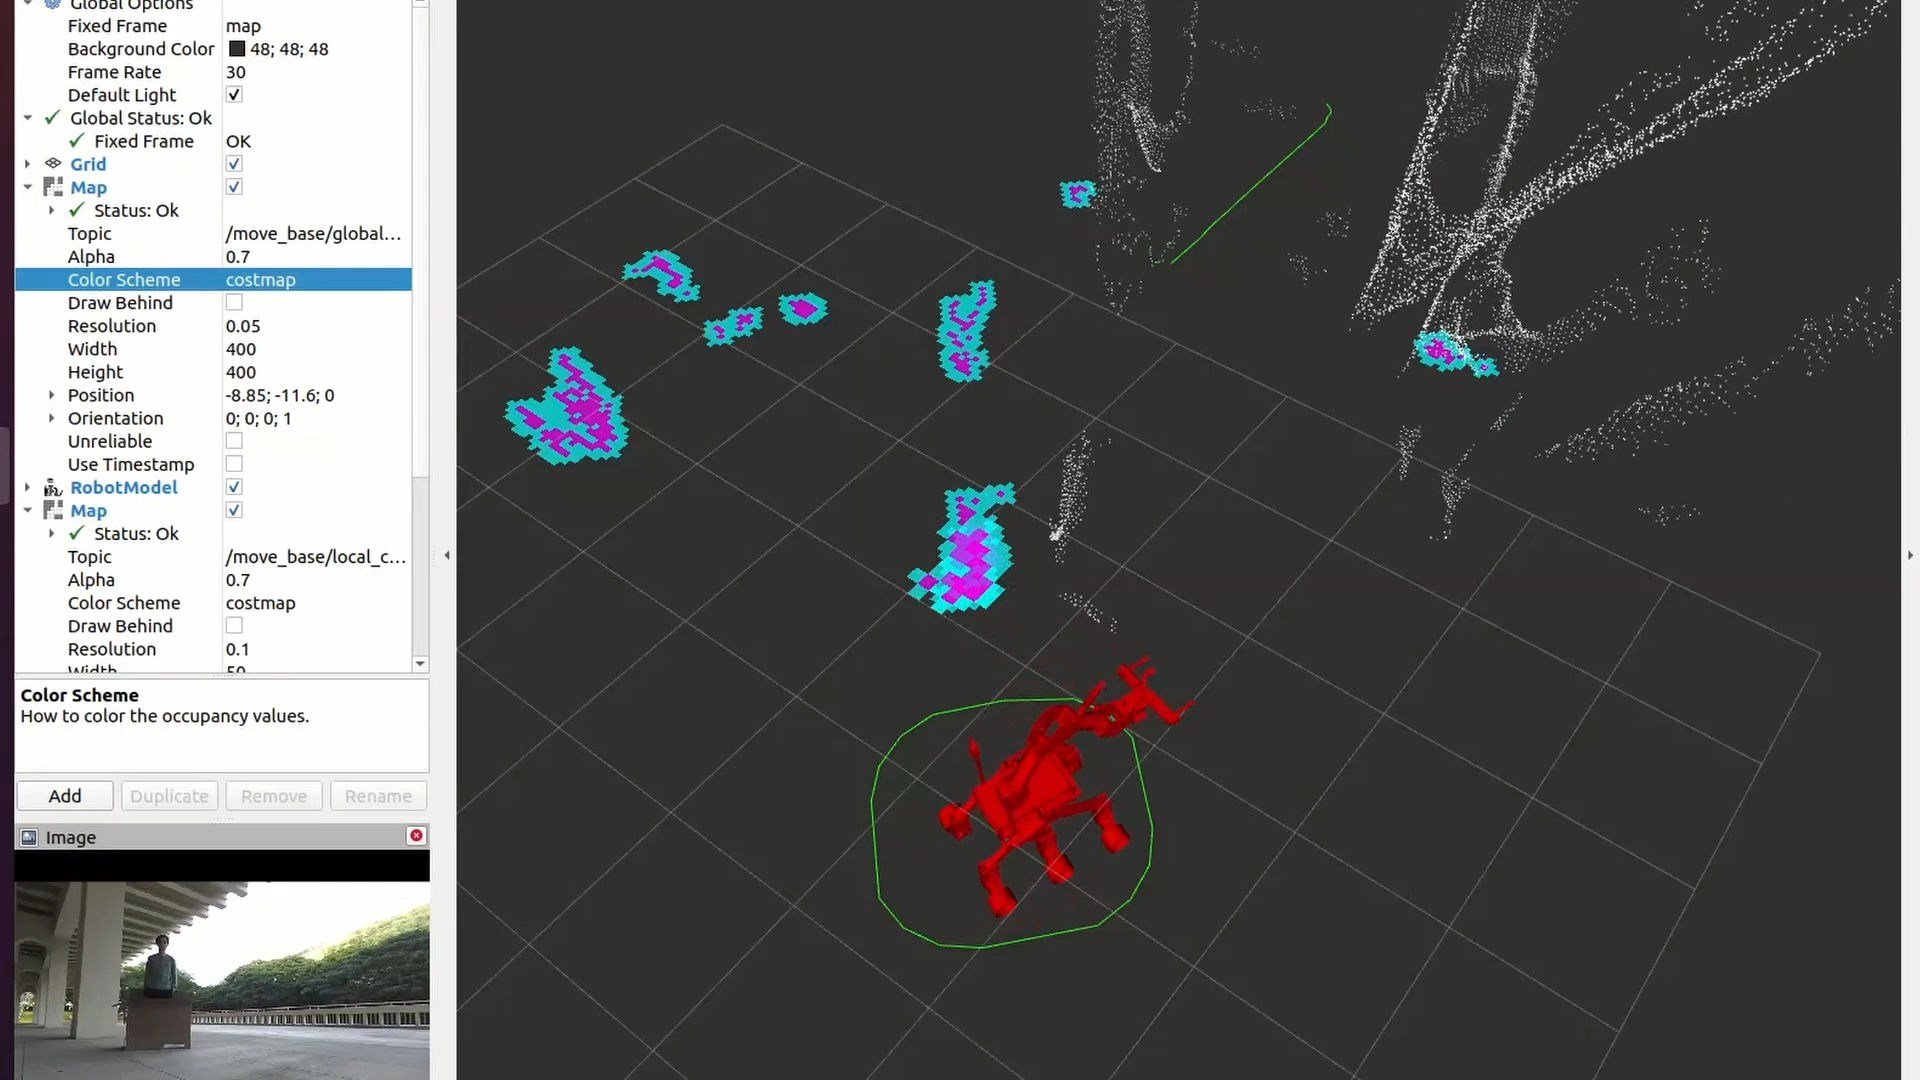 Global Options
Fixed Frame map
Background Color 48; 48; 48
Frame Rate 30
Default Light
Global Status: Ok
Fixed Frame OK
Grid
Map
Status: Ok
Topic /move_base/global...
Alpha 0.7
Color Scheme costmap
Draw Behind
Resolution 0.05
Width 400
Height 400
Position -8.85; -11.6; 0
Orientation 0; 0; 0; 1
Unreliable
Use Timestamp
RobotModel
Map
Status: Ok
Topic /move_base/local_c...
Alpha 0.7
Color Scheme costmap
Draw Behind
Resolution 0.1
Width 50
Color Scheme
How to color the occupancy values.
Add Duplicate Remove Rename
Image